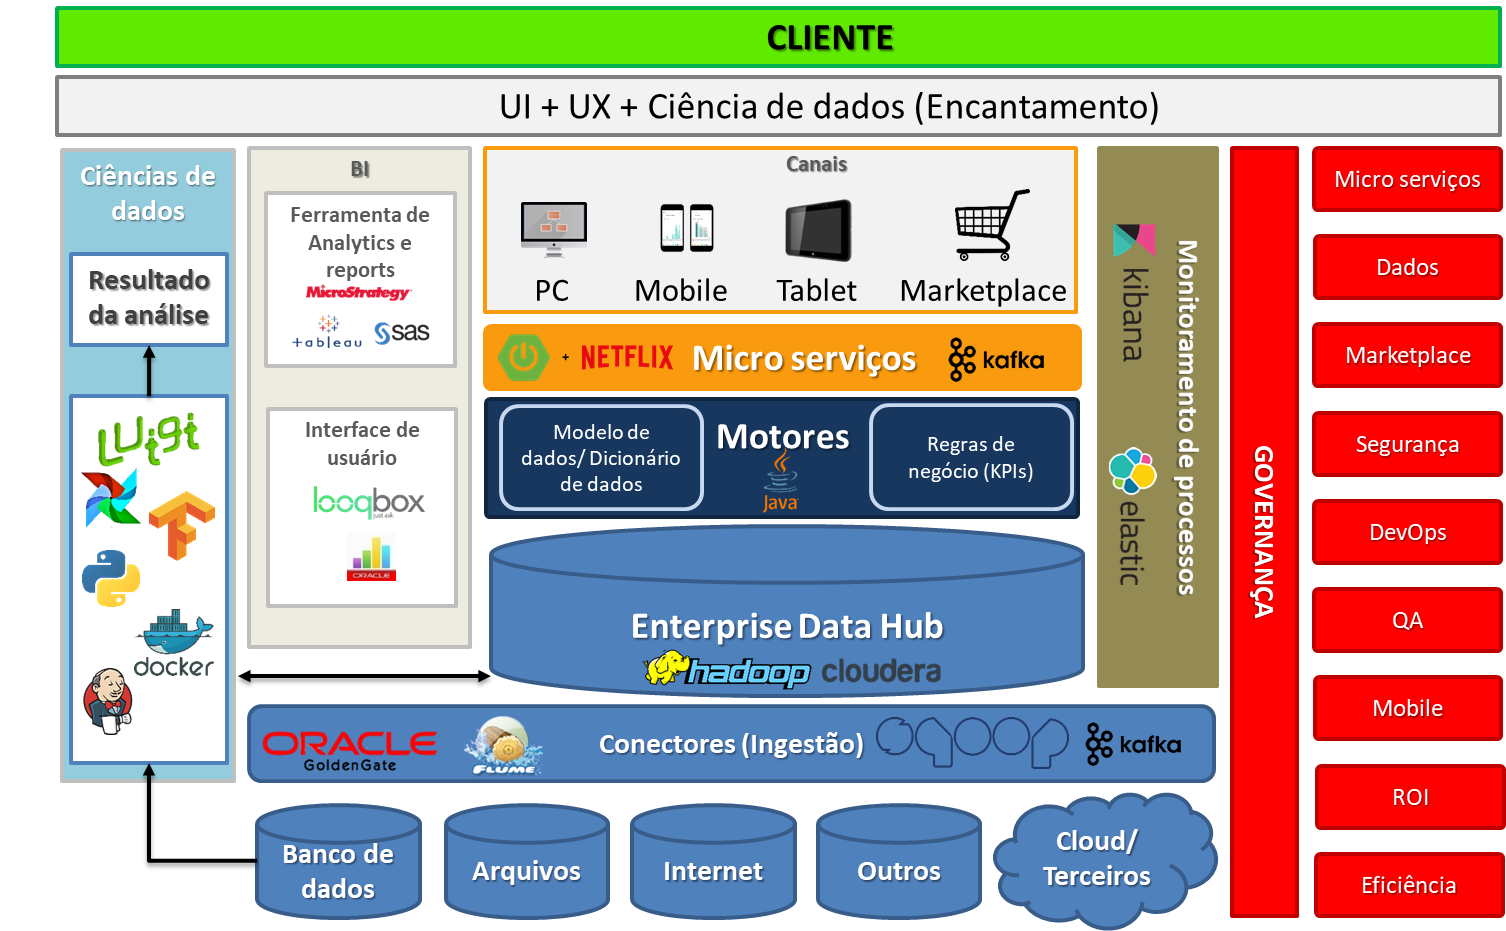 CLIENTE
UI + UX + Ciência de dados (Encantamento)
Ciências de
dados
Resultado
da análise
Luigi
docker
BI
Ferramenta de
Analytics e
reports
MicroStrategy
+ableau
sas
Interface de
usuário
looqbox
just ask
ORACLE
Canais
PC
Mobile
Tablet
Marketplace
+ NETFLIX
Micro serviços
kafka
Modelo de
dados/ Dicionário
de dados
Motores
Java
Regras de
negócio (KPIs)
Enterprise Data Hub
hadoop
cloudera
kibana
elastic
Monitoramento de processos
GOVERNANÇA
Micro serviços
Dados
Marketplace
Segurança
DevOps
QA
Mobile
ROI
Eficiência
ORACLE
GoldenGate
FLUME
Conectores (Ingestão)
sqoop
kafka
Banco de
dados
Arquivos
Internet
Outros
Cloud/
Terceiros